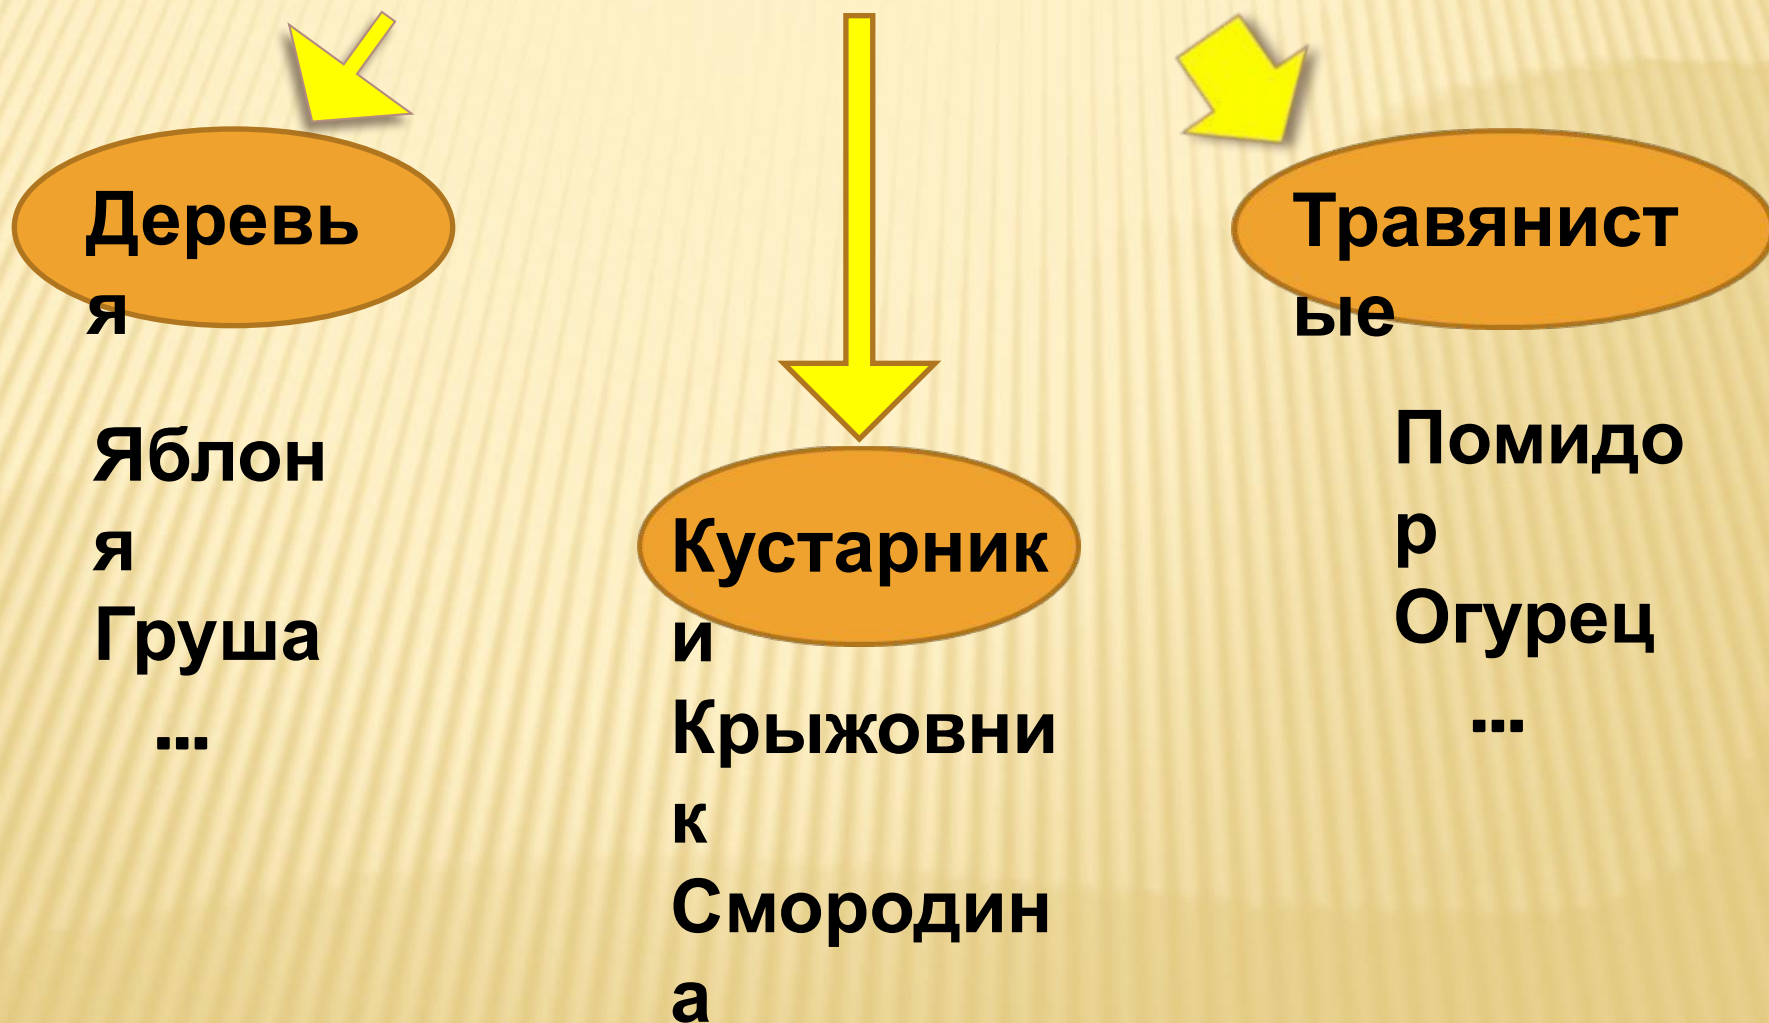 Деревь
я
Яблон
я
Груша
...
Кустарник
и
Крыжовни
к
Смородин
а
Травянист
ые
Помидо
р
Огурец
...